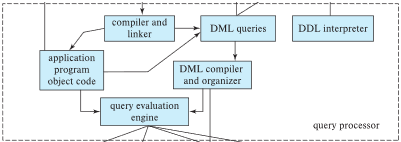 compiler and
linker
DML queries
DDL interpreter
application
program
object code
DML compiler
and organizer
query evaluation
engine
query processor